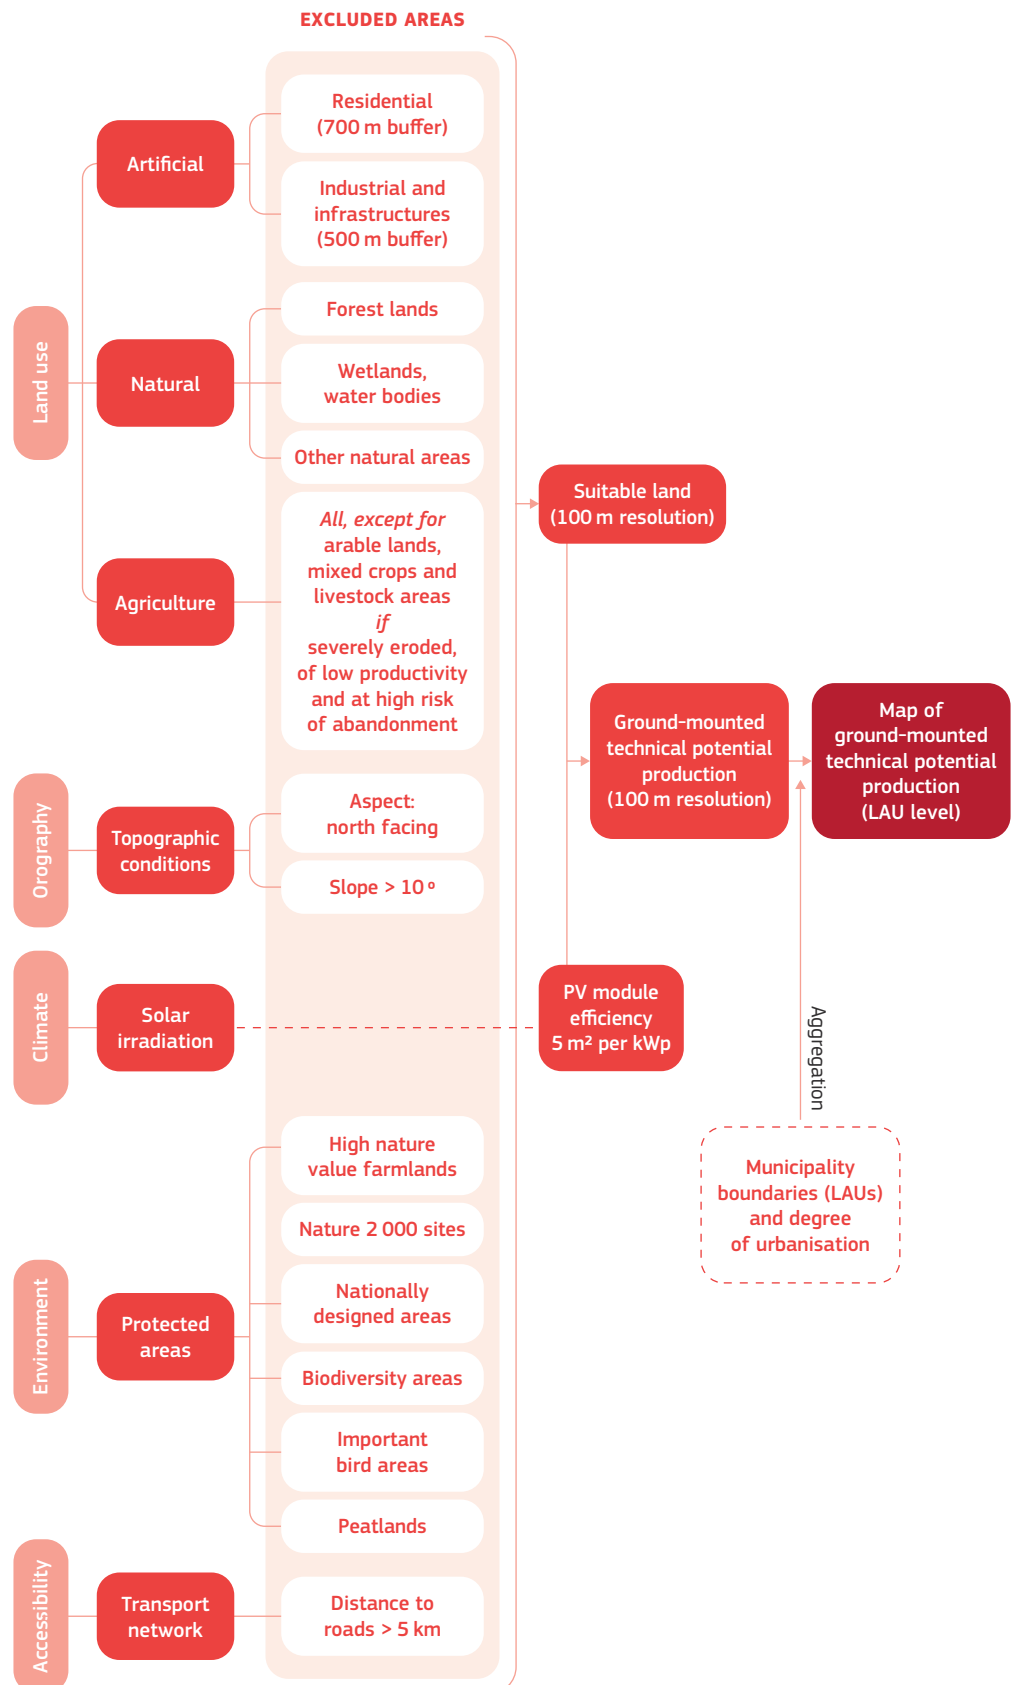 EXCLUDED AREAS
Land use
Artificial
Residential
(700 m buffer)
Industrial and
infrastructures
(500 m buffer)
Natural
Forest lands
Wetlands,
water bodies
Other natural areas
Agriculture
All, except for
arable lands,
mixed crops and
livestock areas
if
severely eroded,
of low productivity
and at high risk
of abandonment
Orography
Topographic
conditions
Aspect:
north facing
Slope > 10 º
Climate
Solar
irradiation
Environment
Protected
areas
High nature
value farmlands
Nature 2 000 sites
Nationally
designed areas
Biodiversity areas
Important
bird areas
Peatlands
Accessibility
Transport
network
Distance to
roads > 5 km
Suitable land
(100 m resolution)
PV module
efficiency
5 m² per kWp
Ground-mounted
technical potential
production
(100 m resolution)
Map of
ground-mounted
technical potential
production
(LAU level)
Aggregation
Municipality
boundaries (LAUs)
and degree
of urbanisation